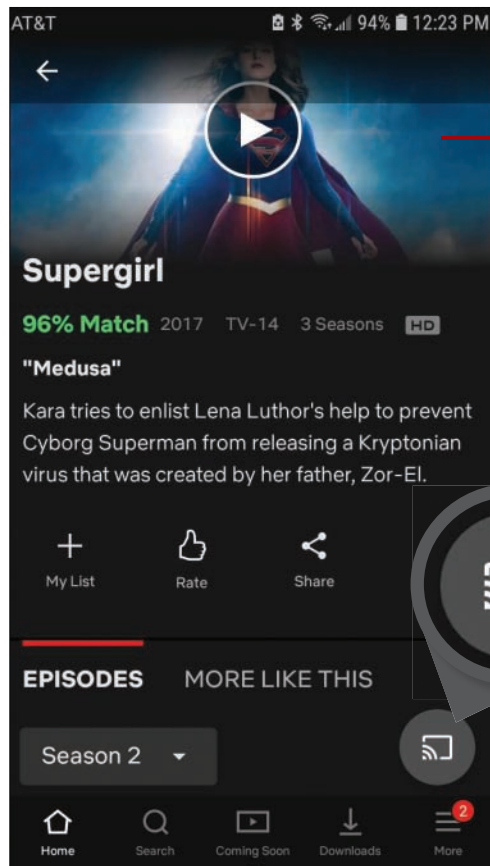 AT&T 94% 12:23 PM
Supergirl
96% Match 2017 TV-14 3 Seasons HD
"Medusa"
Kara tries to enlist Lena Luthor's help to prevent
Cyborg Superman from releasing a Kryptonian
virus that was created by her father, Zor-El.
My List Rate Share
EPISODES MORE LIKE THIS
Season 2
2
Home Search Coming Soon Downloads More